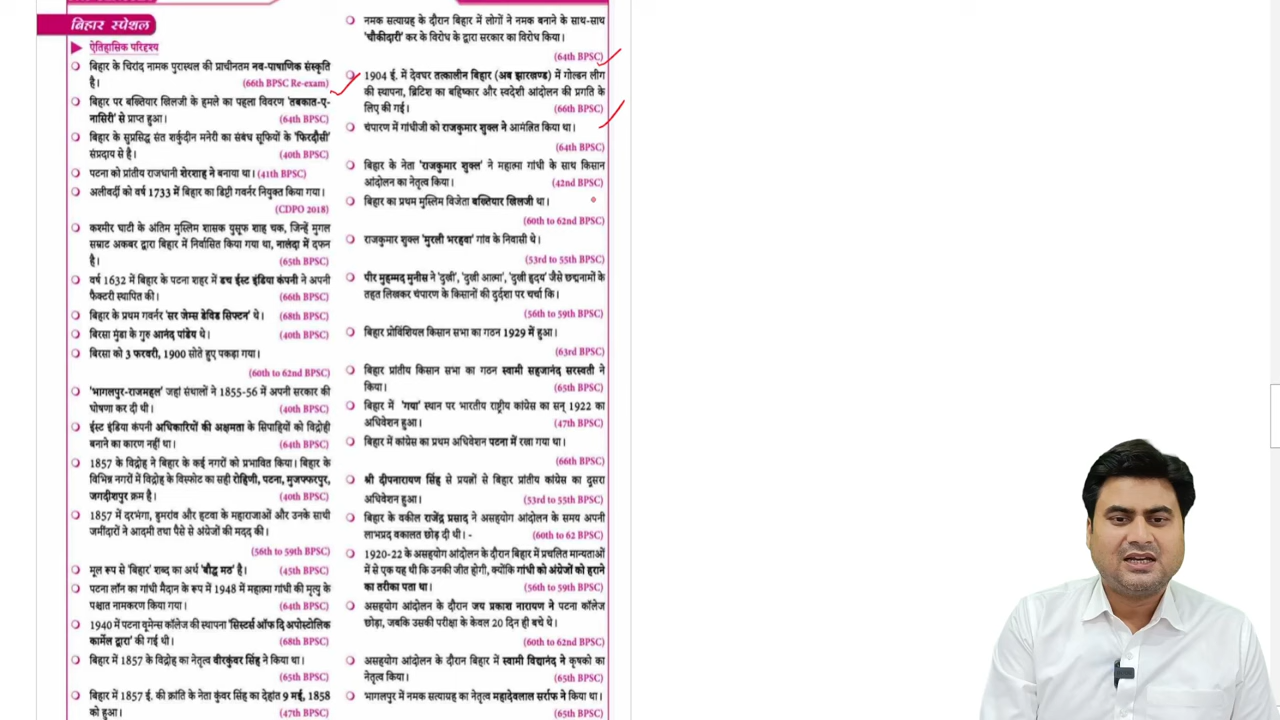 बिहार स्पेशल
ऐतिहासिक परिदृश्य
बिहार के चिरांद नामक पुरास्थल की प्राचीनतम नव-पाषाणिक संस्कृति
है। (66th BPSC Re-exam)
बिहार पर बख्तियार खिलजी के हमले का पहला विवरण 'तबकात-ए-
नासिरी' से प्राप्त हुआ। (64th BPSC)
बिहार के सुप्रसिद्ध संत शर्फुद्दीन मनेरी का संबंध सूफियों के 'फिरदौसी'
संप्रदाय से है। (40th BPSC)
पटना को प्रांतीय राजधानी शेरशाह ने बनाया था। (41th BPSC)
अलीवर्दी को वर्ष 1733 में बिहार का डिप्टी गवर्नर नियुक्त किया गया।
(CDPO 2018)
कश्मीर घाटी के अंतिम मुस्लिम शासक यूसुफ शाह चक, जिन्हें मुगल
सम्राट अकबर द्वारा बिहार में निर्वासित किया गया था, नालंदा में दफन
है। (65th BPSC)
वर्ष 1632 में बिहार के पटना शहर में डच ईस्ट इंडिया कंपनी ने अपनी
फैक्टरी स्थापित की। (66th BPSC)
बिहार के प्रथम गवर्नर 'सर जेम्स डेविड सिफ्टन' थे। (68th BPSC)
बिरसा मुंडा के गुरु आनंद पांडेय थे। (40th BPSC)
बिरसा को 3 फरवरी, 1900 सोते हुए पकड़ा गया।
(60th to 62nd BPSC)
'भागलपुर-राजमहल' जहां संथालों ने 1855-56 में अपनी सरकार की
घोषणा कर दी थी। (40th BPSC)
ईस्ट इंडिया कंपनी अधिकारियों की अक्षमता के सिपाहियों को विद्रोही
बनाने का कारण नहीं था। (64th BPSC)
1857 के विद्रोह ने बिहार के कई नगरों को प्रभावित किया। बिहार के
विभिन्न नगरों में विद्रोह के विस्फोट का सही रोहिणी, पटना, मुजफ्फरपुर,
जगदीशपुर क्रम है। (40th BPSC)
1857 में दरभंगा, डुमरांव और हटवा के महाराजाओं और उनके साथी
जमींदारों ने आदमी तथा पैसे से अंग्रेजों की मदद की।
(56th to 59th BPSC)
मूल रूप से 'बिहार' शब्द का अर्थ 'बौद्ध मठ' है। (45th BPSC)
पटना लॉन का गांधी मैदान के रूप में 1948 में महात्मा गांधी की मृत्यु के
पश्चात नामकरण किया गया। (64th BPSC)
1940 में पटना वूमेन्स कॉलेज की स्थापना 'सिस्टर्स ऑफ दि अपोस्टोलिक
कार्मेल द्वारा' की गई थी। (68th BPSC)
बिहार में 1857 के विद्रोह का नेतृत्व वीरकुंवर सिंह ने किया था।
(65th BPSC)
बिहार में 1857 ई. की क्रांति के नेता कुंवर सिंह का देहांत 9 मई, 1858
को हुआ। (47th BPSC)
नमक सत्याग्रह के दौरान बिहार में लोगों ने नमक बनाने के साथ-साथ
'चौकीदारी' कर के विरोध के द्वारा सरकार का विरोध किया।
(64th BPSC)
1904 ई. में देवघर तत्कालीन बिहार (अब झारखण्ड) में गोल्डन लीग
की स्थापना, ब्रिटिश का बहिष्कार और स्वदेशी आंदोलन की प्रगति के
लिए की गई। (66th BPSC)
चंपारण में गांधीजी को राजकुमार शुक्ल ने आमंत्रित किया था।
(64th BPSC)
बिहार के नेता 'राजकुमार शुक्ल' ने महात्मा गांधी के साथ किसान
आंदोलन का नेतृत्व किया। (42nd BPSC)
बिहार का प्रथम मुस्लिम विजेता बख्तियार खिलजी था।
(60th to 62nd BPSC)
राजकुमार शुक्ल 'मुरली भरहवा' गांव के निवासी थे।
(53rd to 55th BPSC)
पीर मुहम्मद मुनीस ने 'दुखी', 'दुखी आत्मा', 'दुखी हृदय' जैसे छद्मनामों के
तहत लिखकर चंपारण के किसानों की दुर्दशा पर चर्चा कि।
(56th to 59th BPSC)
बिहार प्रोविंशियल किसान सभा का गठन 1929 में हुआ।
(63rd BPSC)
बिहार प्रांतीय किसान सभा का गठन स्वामी सहजानंद सरस्वती ने
किया। (65th BPSC)
बिहार में 'गया' स्थान पर भारतीय राष्ट्रीय कांग्रेस का सन् 1922 का
अधिवेशन हुआ। (47th BPSC)
बिहार में कांग्रेस का प्रथम अधिवेशन पटना में रखा गया था।
(66th BPSC)
श्री दीपनारायण सिंह से प्रयत्नों से बिहार प्रांतीय कांग्रेस का दूसरा
अधिवेशन हुआ। (53rd to 55th BPSC)
बिहार के वकील राजेंद्र प्रसाद ने असहयोग आंदोलन के समय अपनी
लाभप्रद वकालत छोड़ दी थी। - (60th to 62 BPSC)
1920-22 के असहयोग आंदोलन के दौरान बिहार में प्रचलित मान्यताओं
में से एक यह थी कि उनकी जीत होगी, क्योंकि गांधी को अंग्रेजों को हराने
का तरीका पता था। (56th to 59th BPSC)
असहयोग आंदोलन के दौरान जय प्रकाश नारायण ने पटना कॉलेज
छोड़ा, जबकि उसकी परीक्षा के केवल 20 दिन ही बचे थे।
(60th to 62nd BPSC)
असहयोग आंदोलन के दौरान बिहार में स्वामी विद्यानंद ने कृषको का
नेतृत्व किया। (65th BPSC)
भागलपुर में नमक सत्याग्रह का नेतृत्व महादेवलाल सर्राफ ने किया था।
(65th BPSC)